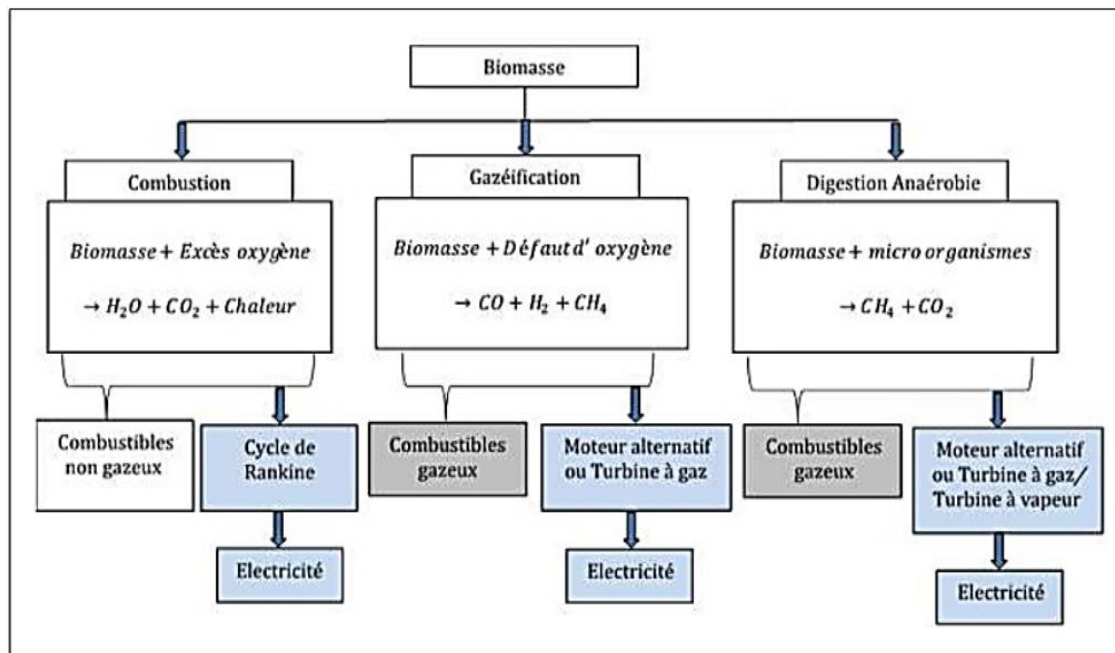 Biomasse
Combustion
Biomasse + Excès oxygène
→ H₂O + CO₂ + Chaleur
Combustibles
non gazeux
Cycle de
Rankine
Electricité
Gazéification
Biomasse + Défaut d' oxygène
→ CO + H₂ + CH₄
Combustibles
gazeux
Moteur alternatif
ou Turbine à gaz
Electricité
Digestion Anaérobie
Biomasse + micro organismes
→ CH₄ + CO₂
Combustibles
gazeux
Moteur alternatif
ou Turbine à gaz/
Turbine à vapeur
Electricité